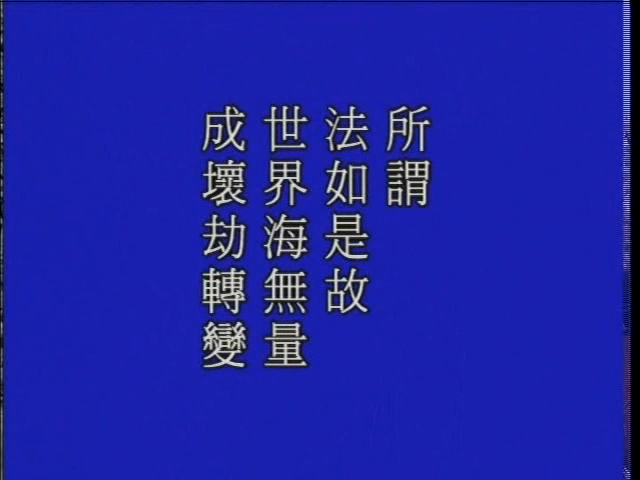 所謂
法如是故
世界海無量
成壞劫轉變